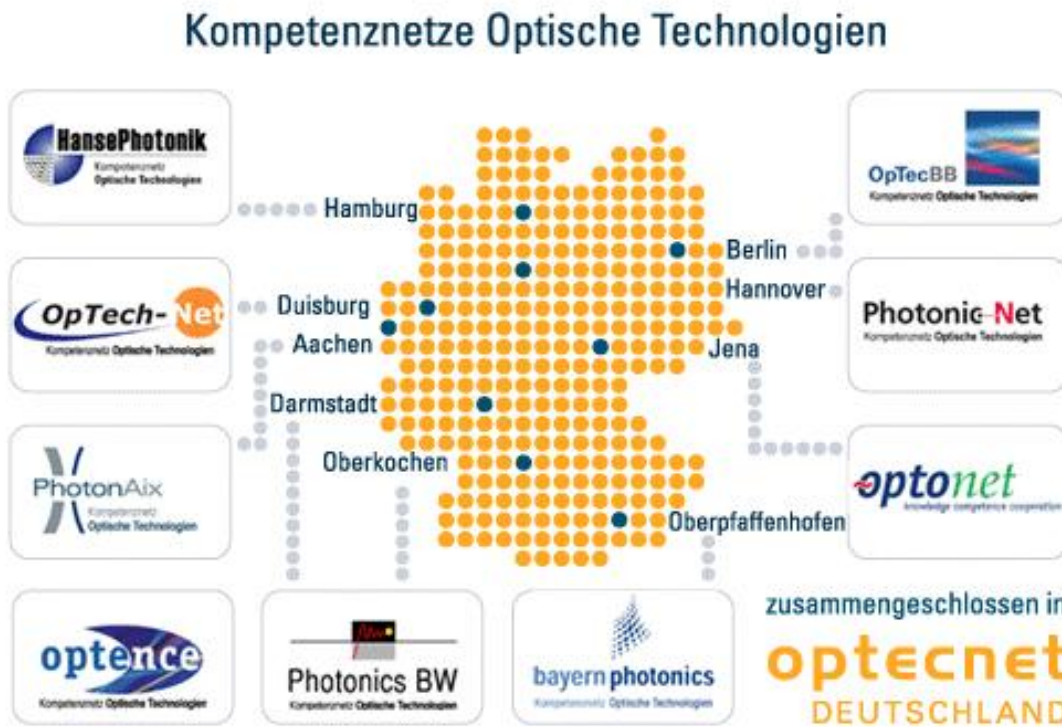 Kompetenznetze Optische Technologien
HansePhotonik
Kompetenznetz
Optische Technologien
OpTecBB
Kompetenznetz Optische Technologien
Hamburg
Berlin
OpTech-Net
Kompetenznetz Optische Technologien
Duisburg
Hannover
Photonic Net
Kompetenznetz Optische Technologien
Aachen
Jena
Darmstadt
PhotonAix
Kompetenznetz
Optische Technologien
Oberkochen
optonet
knowledge competence cooperation
Oberpfaffenhofen
optence
Kompetenznetz Optische Technologien
Photonics BW
Kompetenznetz Optische Technologien
bayern photonics
Kompetenznetz Optische Technologien
zusammengeschlossen in
optecnet
DEUTSCHLAND